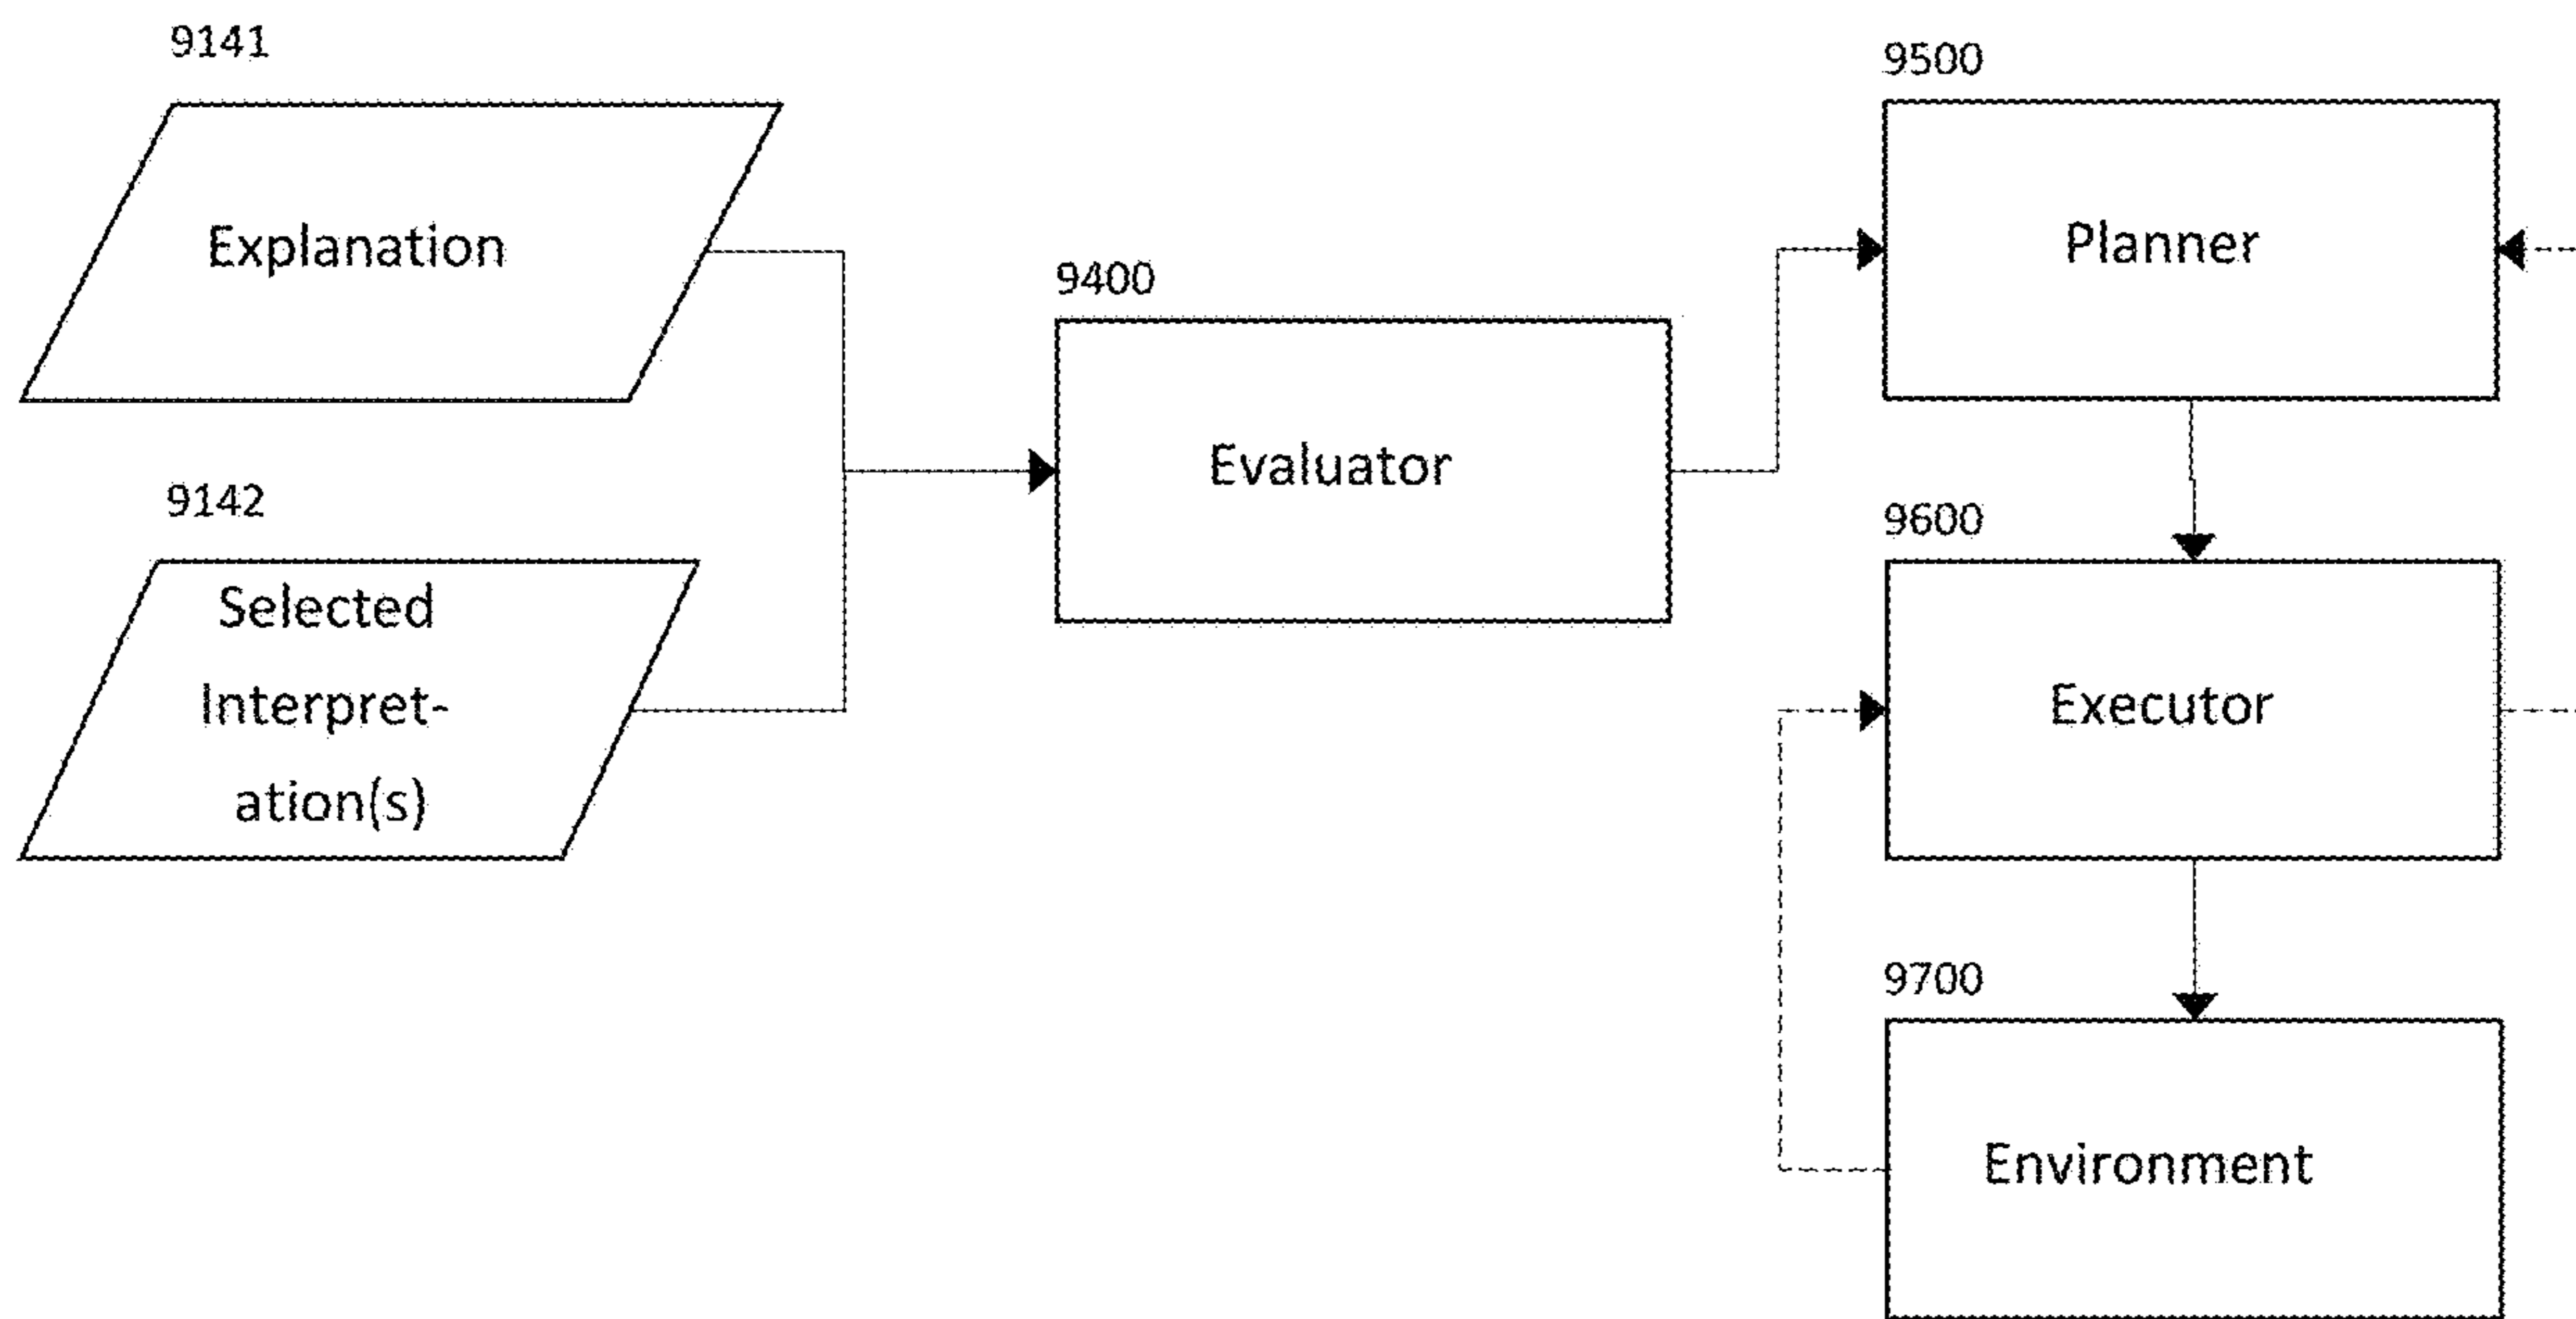 9141
Explanation
9142
Selected
Interpret-
ation(s)
9400
Evaluator
9500
Planner
9600
Executor
9700
Environment